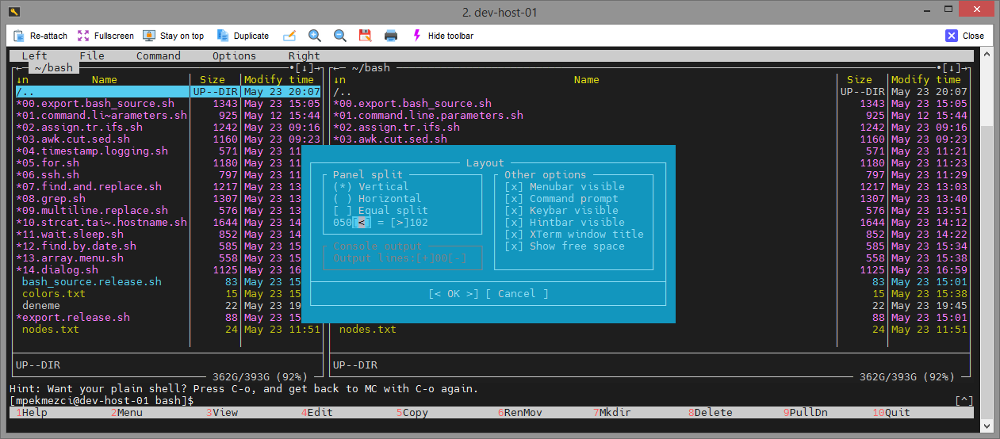 2. dev-host-01
Re-attach Fullscreen Stay on top Duplicate Hide toolbar Close
Left File Command Options Right
←─ ~/bash •[↓]→ ←─ ~/bash •[↓]→
↓n Name Size Modify time ↓n Name Size Modify time
/.. UP--DIR May 23 20:07 /.. UP--DIR May 23 20:07
*00.export.bash_source.sh 1343 May 23 15:05 *00.export.bash_source.sh 1343 May 23 15:05
*01.command.li~arameters.sh 925 May 12 15:44 *01.command.line.parameters.sh 925 May 12 15:44
*02.assign.tr.ifs.sh 1242 May 23 09:16 *02.assign.tr.ifs.sh 1242 May 23 09:16
*03.awk.cut.sed.sh 1160 May 23 09:23 *03.awk.cut.sed.sh 1160 May 23 09:23
*04.timestamp.logging.sh 571 May 23 11 571 May 23 11:21
*05.for.sh 1180 May 23 11 Layout 1180 May 23 11:23
*06.ssh.sh 797 May 23 11 Panel split Other options 797 May 23 11:29
*07.find.and.replace.sh 1217 May 23 13 (*) Vertical [x] Menubar visible 1217 May 23 13:03
*08.grep.sh 1307 May 23 13 ( ) Horizontal [x] Command prompt 1307 May 23 13:40
*09.multiline.replace.sh 576 May 23 13 [ ] Equal split [x] Keybar visible 576 May 23 13:51
*10.strcat.tai~.hostname.sh 1644 May 23 14 050[<] = [>]102 [x] Hintbar visible 1644 May 23 14:12
*11.wait.sleep.sh 852 May 23 14 [x] XTerm window title 852 May 23 14:22
*12.find.by.date.sh 585 May 23 15 Console output [x] Show free space 585 May 23 15:34
*13.array.menu.sh 558 May 23 15 Output lines:[+]00[-] 558 May 23 15:38
*14.dialog.sh 1125 May 23 16 1125 May 23 16:59
bash_source.release.sh 83 May 23 15 83 May 23 15:01
colors.txt 15 May 23 15 [< OK >] [ Cancel ] 15 May 23 15:38
deneme 22 May 23 19 22 May 23 19:45
*export.release.sh 88 May 23 15 88 May 23 15:01
nodes.txt 24 May 23 11:51 nodes.txt 24 May 23 11:51
UP--DIR UP--DIR
362G/393G (92%) 362G/393G (92%)
Hint: Want your plain shell? Press C-o, and get back to MC with C-o again.
[mpekmezci@dev-host-01 bash]$ [^]
1Help 2Menu 3View 4Edit 5Copy 6RenMov 7Mkdir 8Delete 9PullDn 10Quit